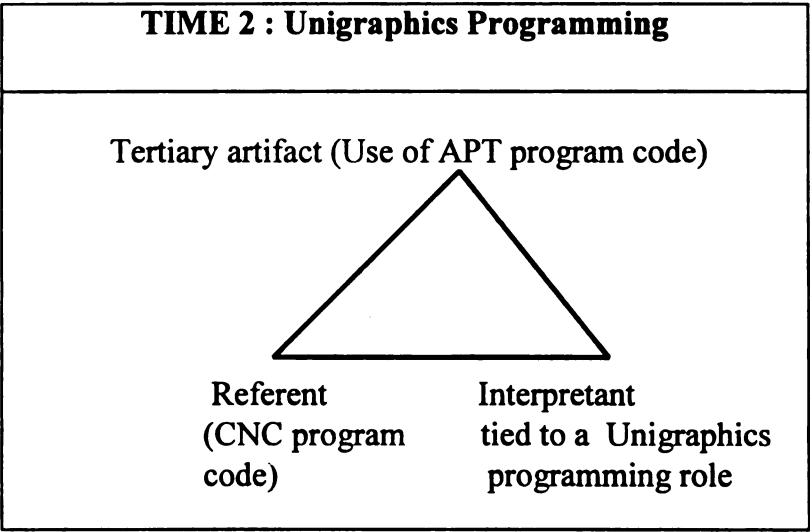 TIME 2 : Unigraphics Programming
Tertiary artifact (Use of APT program code)
Referent
(CNC program
code)
Interpretant
tied to a Unigraphics
programming role